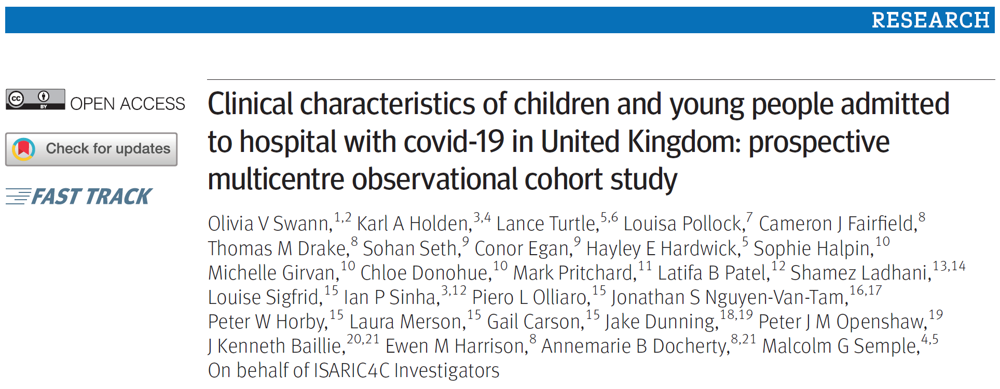 RESEARCH
cc BY OPEN ACCESS
Check for updates
FAST TRACK
Clinical characteristics of children and young people admitted
to hospital with covid-19 in United Kingdom: prospective
multicentre observational cohort study
Olivia V Swann,1,2 Karl A Holden,3,4 Lance Turtle,5,6 Louisa Pollock,7 Cameron J Fairfield,8
Thomas M Drake,8 Sohan Seth,9 Conor Egan,9 Hayley E Hardwick,5 Sophie Halpin,10
Michelle Girvan,10 Chloe Donohue,10 Mark Pritchard,11 Latifa B Patel,12 Shamez Ladhani,13,14
Louise Sigfrid,15 Ian P Sinha,3,12 Piero L Olliaro,15 Jonathan S Nguyen-Van-Tam,16,17
Peter W Horby,15 Laura Merson,15 Gail Carson,15 Jake Dunning,18,19 Peter J M Openshaw,19
J Kenneth Baillie,20,21 Ewen M Harrison,8 Annemarie B Docherty,8,21 Malcolm G Semple,4,5
On behalf of ISARIC4C Investigators